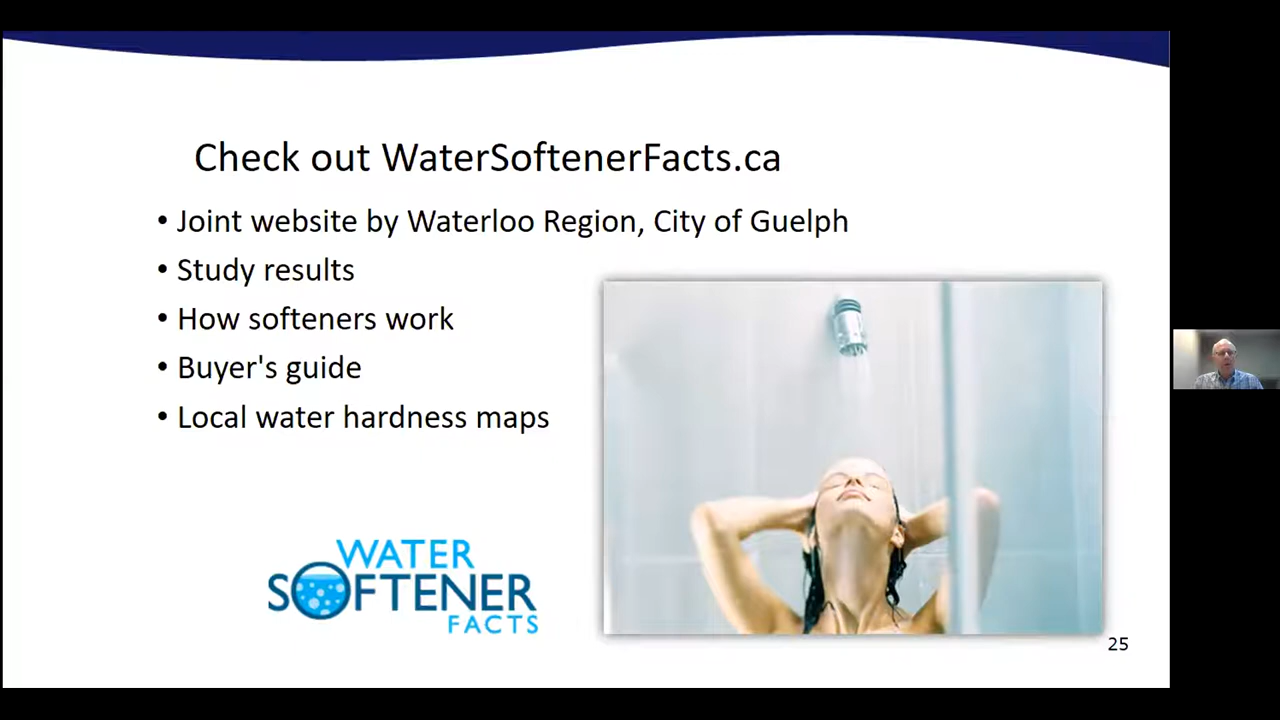 Check out WaterSoftenerFacts.ca
• Joint website by Waterloo Region, City of Guelph
• Study results
• How softeners work
• Buyer's guide
• Local water hardness maps
WATER
SOFTENER
FACTS
25